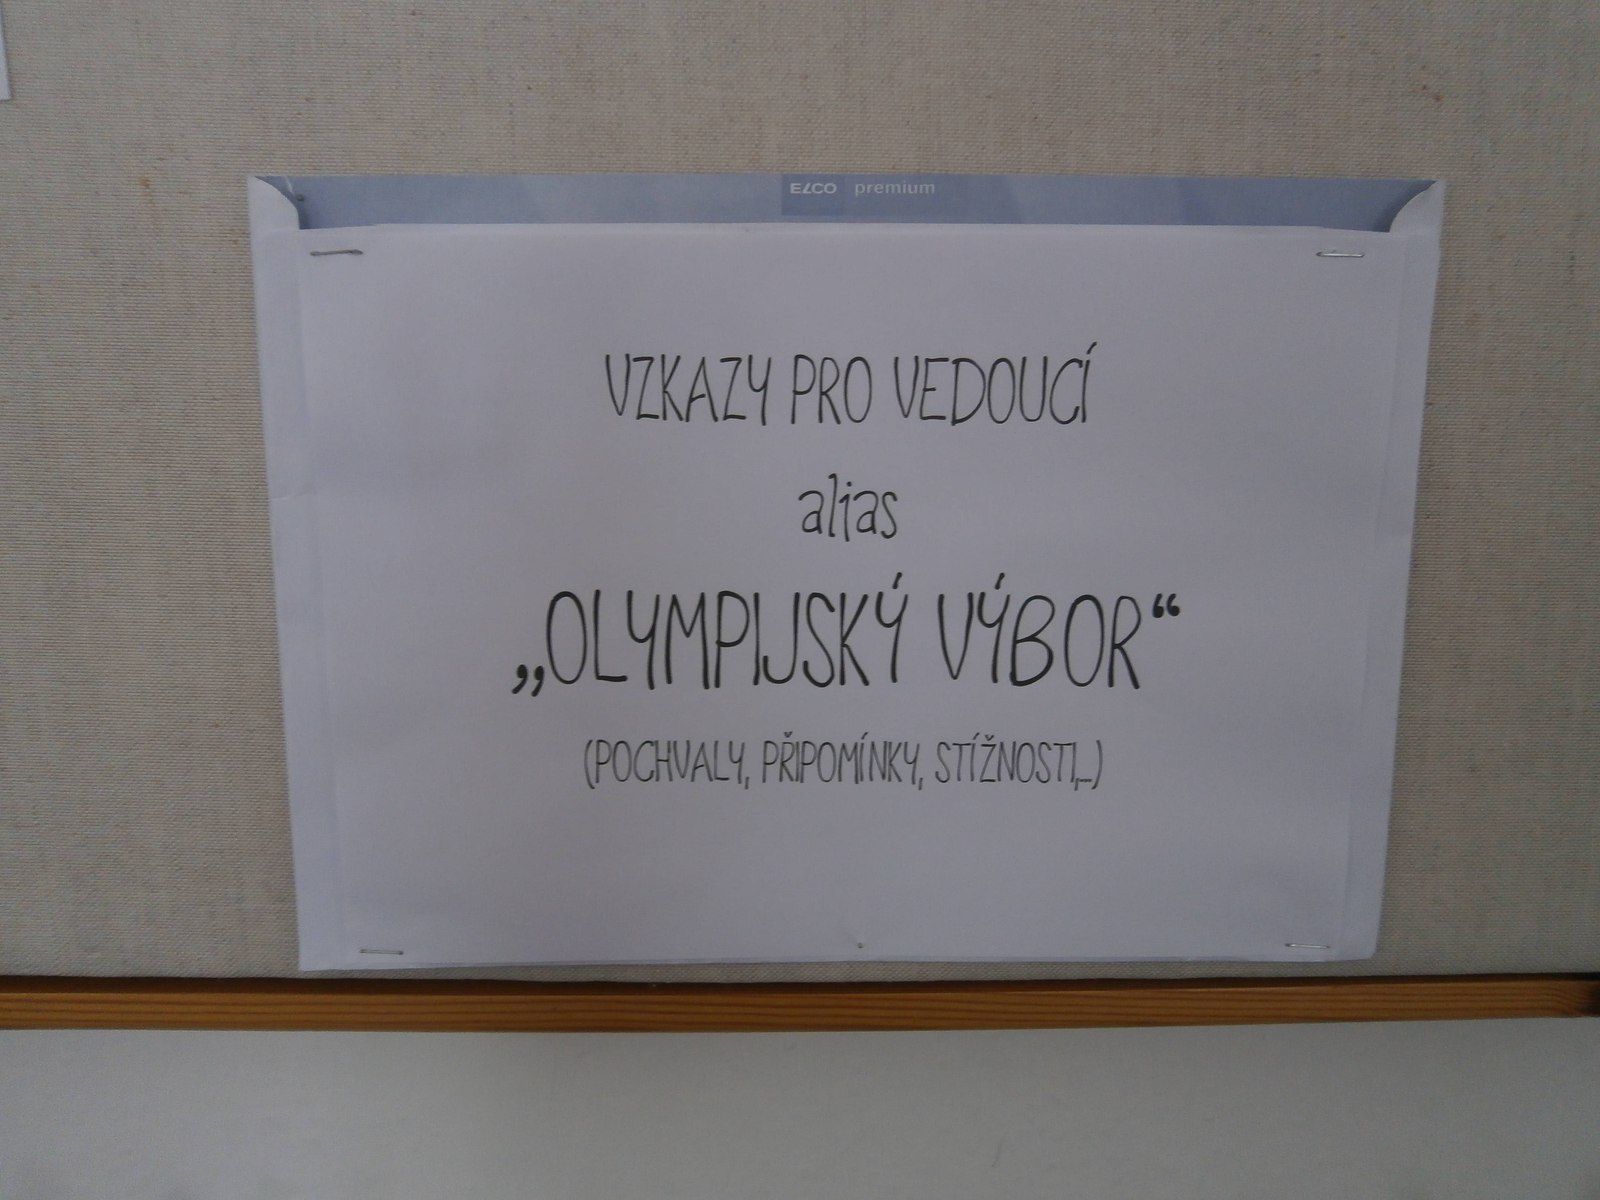 ELCO premium
VZKAZY PRO VEDOUCÍ
alias
„OLYMPIJSKÝ VÝBOR“
(POCHVALY, PŘIPOMÍNKY, STÍŽNOSTI,...)